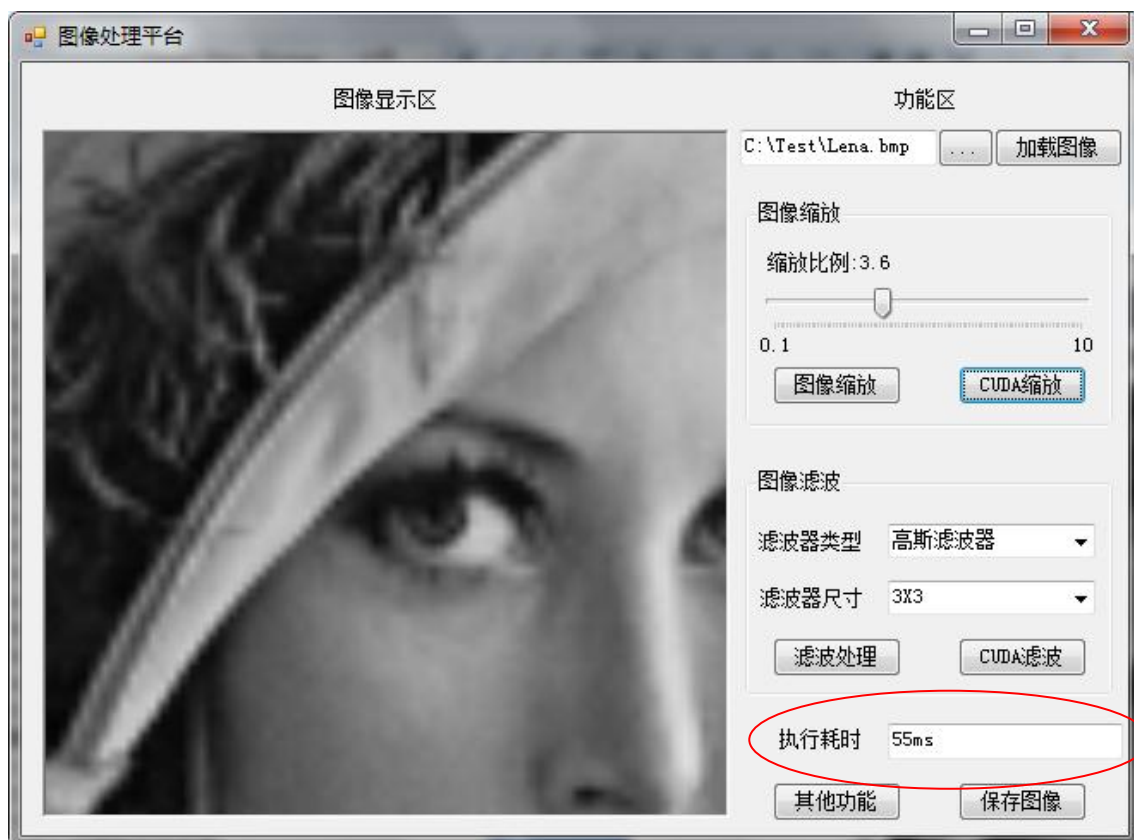 图像处理平台
图像显示区
功能区
C:\Test\Lena.bmp
...
加载图像
图像缩放
缩放比例:3.6
0.1
10
图像缩放
CUDA缩放
图像滤波
滤波器类型
高斯滤波器
滤波器尺寸
3X3
滤波处理
CUDA滤波
执行耗时
55ms
其他功能
保存图像